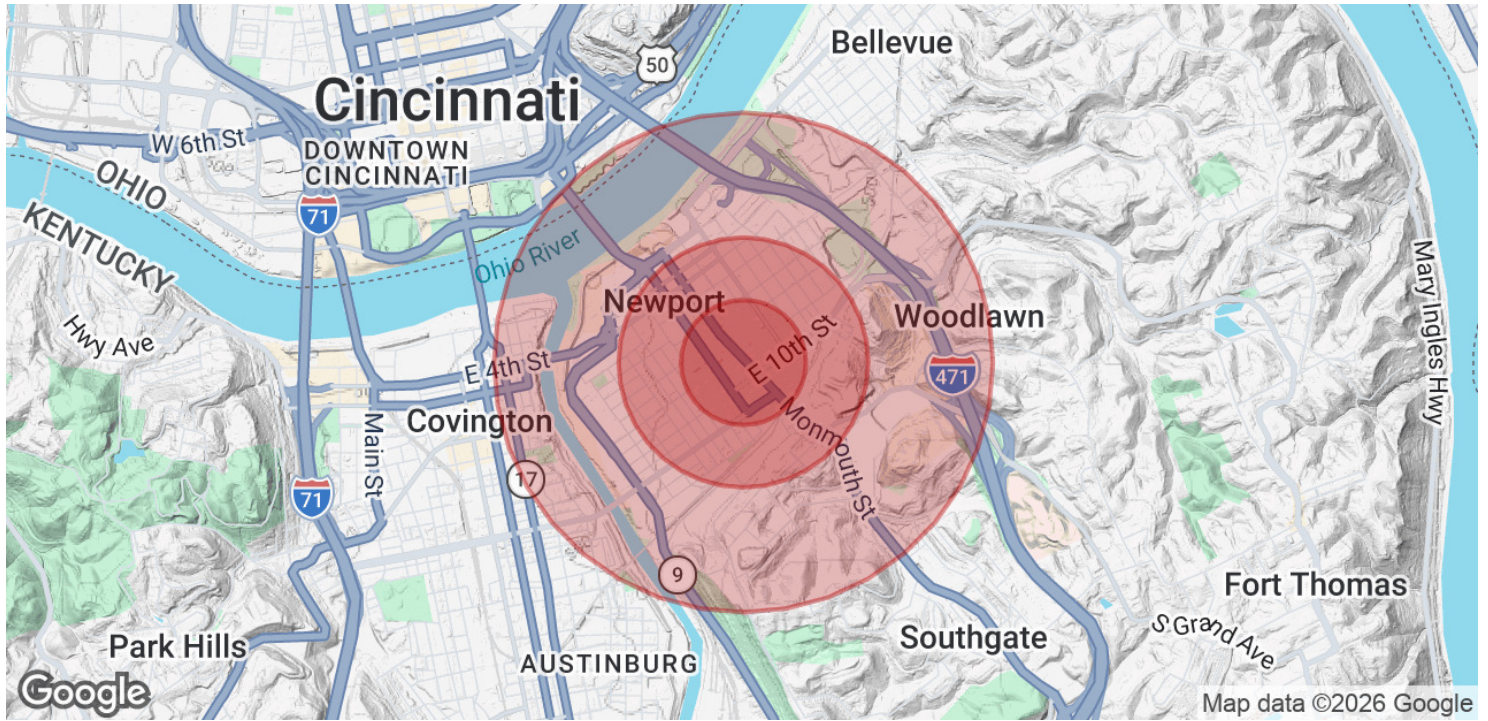 Bellevue
50
Cincinnati
W 6th St
DOWNTOWN
CINCINNATI
OHIO
71
KENTUCKY
Ohio River
Mary Ingles Hwy
Newport
Woodlawn
Hwy Ave
E 10th St
E 4th St
471
Covington
Main St
Monmouth St
17
71
9
Fort Thomas
S Grand Ave
Park Hills
Southgate
AUSTINBURG
Google
Map data ©2026 Google